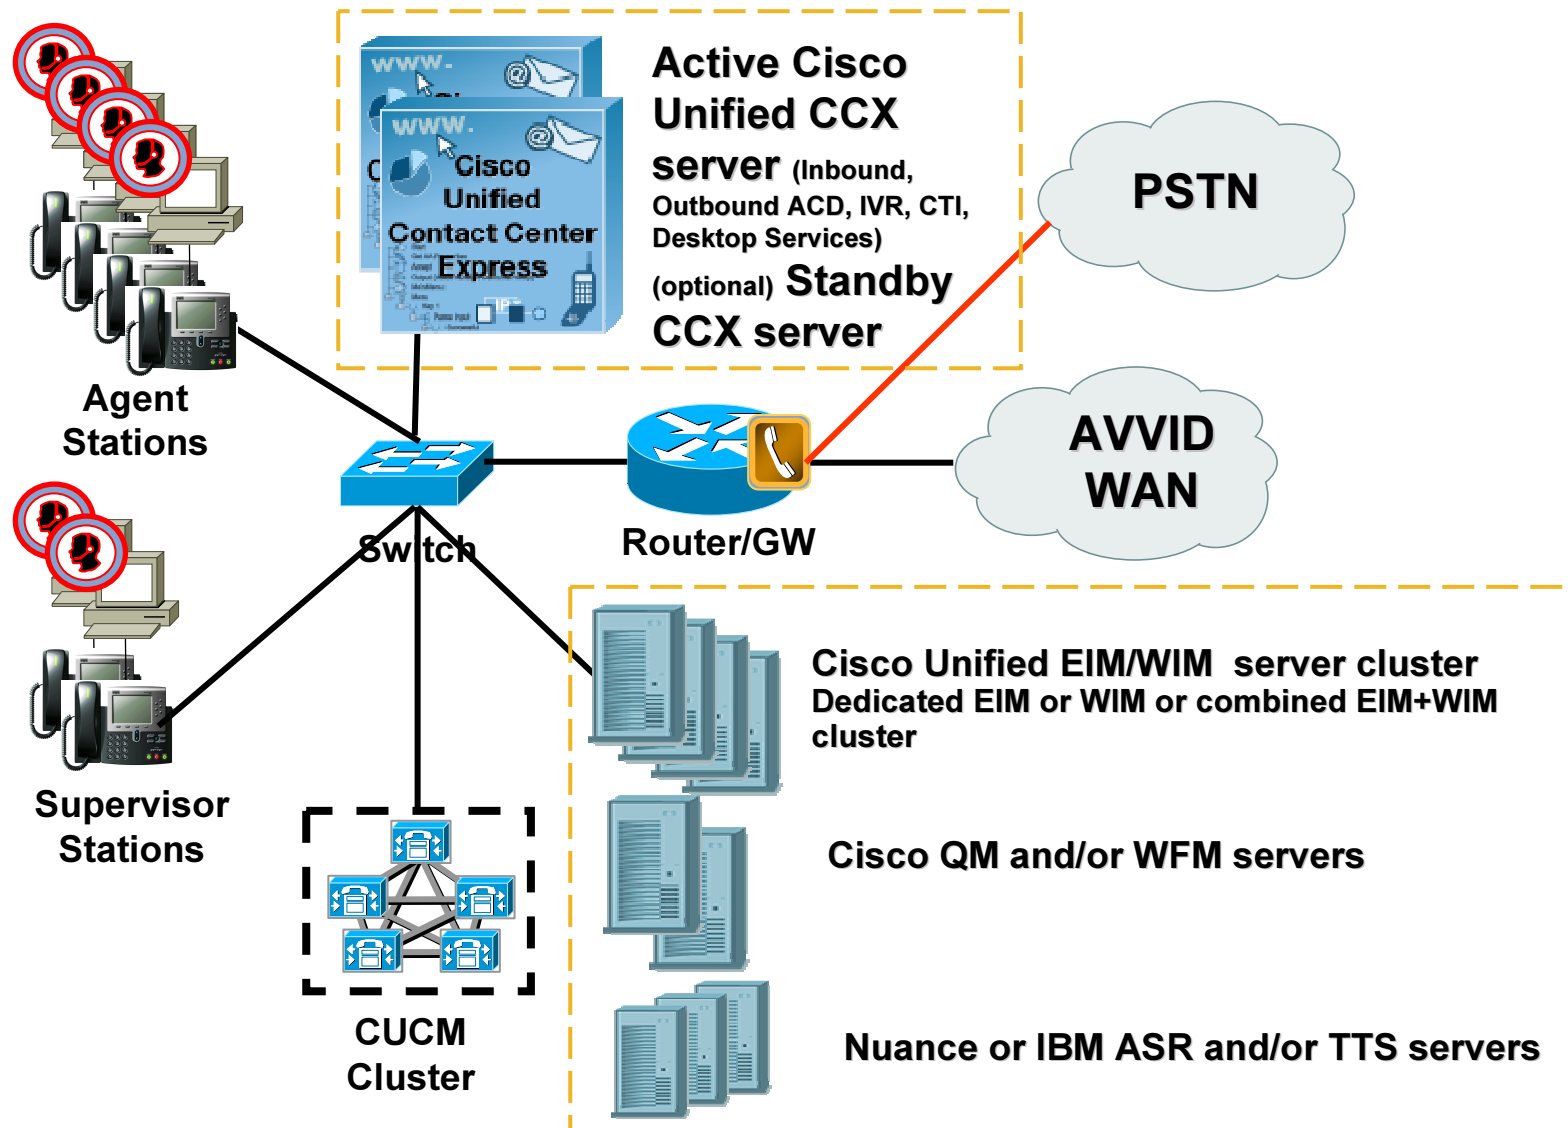 www.
Ci
www.
Cisco
Unified
Contact Center
Express
Active Cisco
Unified CCX
server (Inbound,
Outbound ACD, IVR, CTI,
Desktop Services)
(optional) Standby
CCX server
PSTN
Agent
Stations
AVVID
WAN
Switch
Router/GW
Supervisor
Stations
Cisco Unified EIM/WIM server cluster
Dedicated EIM or WIM or combined EIM+WIM
cluster
Cisco QM and/or WFM servers
CUCM
Cluster
Nuance or IBM ASR and/or TTS servers